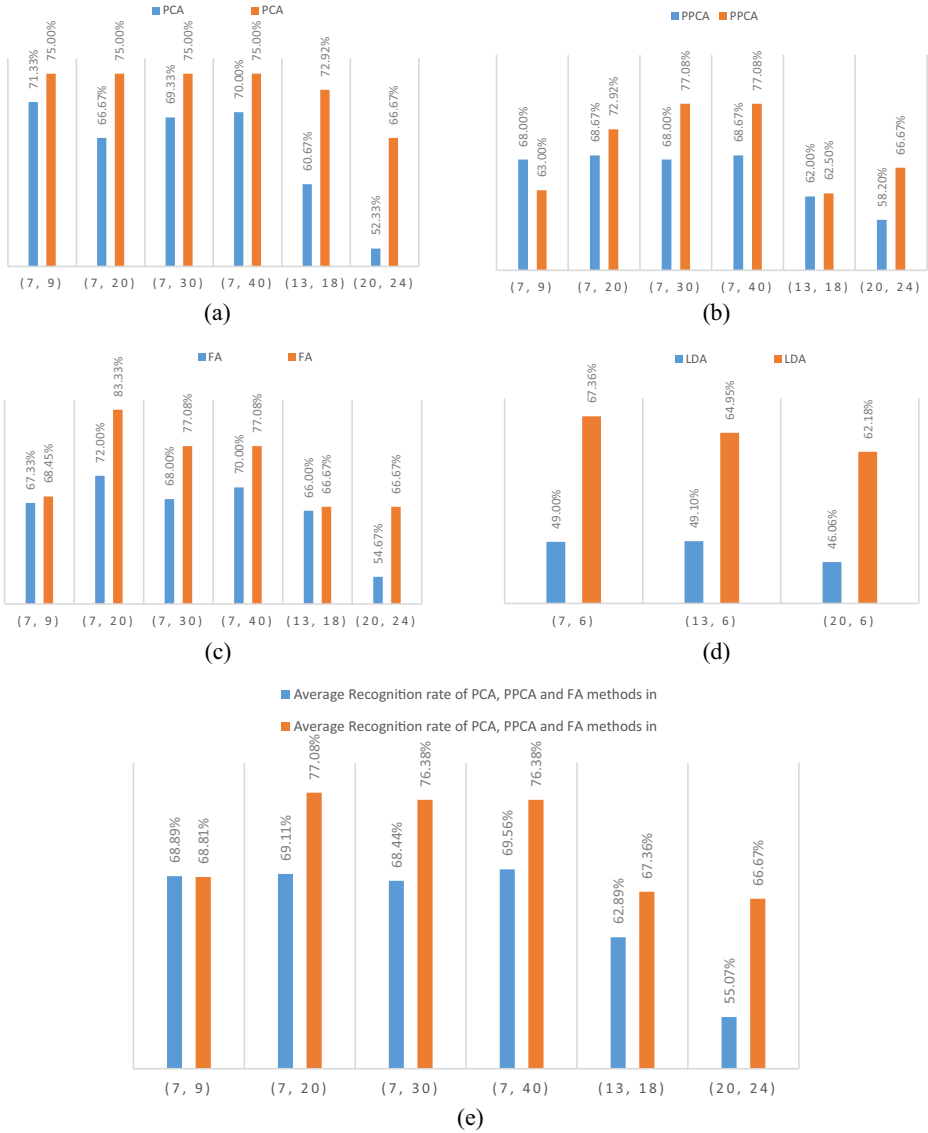 PCA PCA
71.33% 75.00% 66.67% 75.00% 69.33% 75.00% 70.00% 75.00% 60.67% 72.92% 52.33% 66.67%
(7, 9) (7, 20) (7, 30) (7, 40) (13, 18) (20, 24)
(a)
PPCA PPCA
68.00% 63.00% 68.67% 72.92% 68.00% 77.08% 68.67% 77.08% 62.00% 62.50% 58.20% 66.67%
(7, 9) (7, 20) (7, 30) (7, 40) (13, 18) (20, 24)
(b)
FA FA
67.33% 68.45% 72.00% 83.33% 68.00% 77.08% 70.00% 77.08% 66.00% 66.67% 54.67% 66.67%
(7, 9) (7, 20) (7, 30) (7, 40) (13, 18) (20, 24)
(c)
LDA LDA
49.00% 67.36% 49.10% 64.95% 46.06% 62.18%
(7, 6) (13, 6) (20, 6)
(d)
Average Recognition rate of PCA, PPCA and FA methods in
Average Recognition rate of PCA, PPCA and FA methods in
68.89% 68.81% 69.11% 77.08% 68.44% 76.38% 69.56% 76.38% 62.89% 67.36% 55.07% 66.67%
(7, 9) (7, 20) (7, 30) (7, 40) (13, 18) (20, 24)
(e)